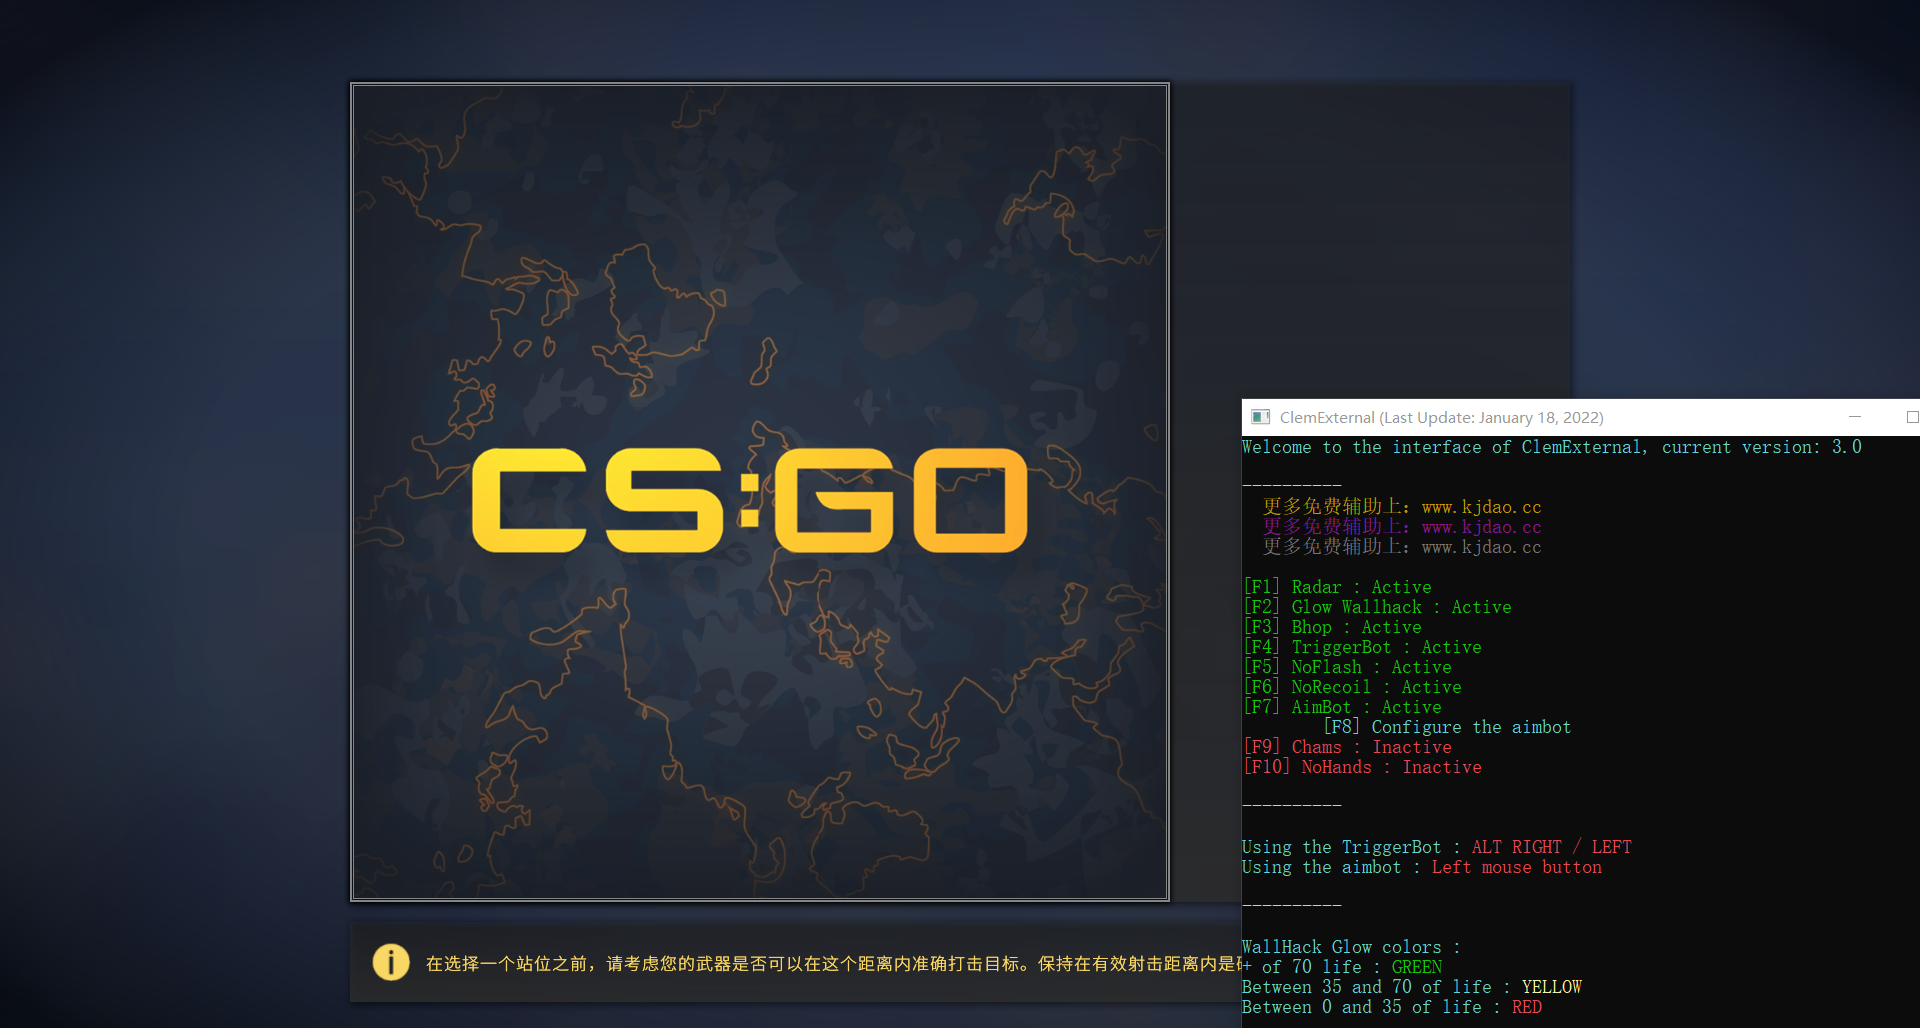 CS:GO
在选择一个站位之前，请考虑您的武器是否可以在这个距离内准确打击目标。保持在有效射击距离内是
ClemExternal (Last Update: January 18, 2022)
Welcome to the interface of ClemExternal, current version: 3.0
----------
更多免费辅助上: www.kjdao.cc
更多免费辅助上: www.kjdao.cc
更多免费辅助上: www.kjdao.cc
[F1] Radar : Active
[F2] Glow Wallhack : Active
[F3] Bhop : Active
[F4] TriggerBot : Active
[F5] NoFlash : Active
[F6] NoRecoil : Active
[F7] AimBot : Active
[F8] Configure the aimbot
[F9] Chams : Inactive
[F10] NoHands : Inactive
----------
Using the TriggerBot : ALT RIGHT / LEFT
Using the aimbot : Left mouse button
----------
WallHack Glow colors :
+ of 70 life : GREEN
Between 35 and 70 of life : YELLOW
Between 0 and 35 of life : RED